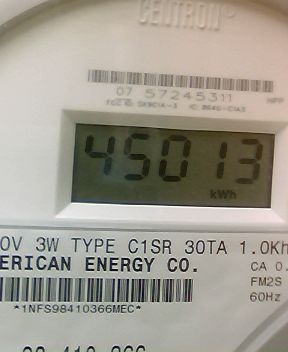 CENTRON
07 57245311
45013
kWh
0V 3W TYPE C1SR 30TA 1.0Kh
ERICAN ENERGY CO.
CA 0.
FM2S
*1NFS98410366MEC*
60Hz